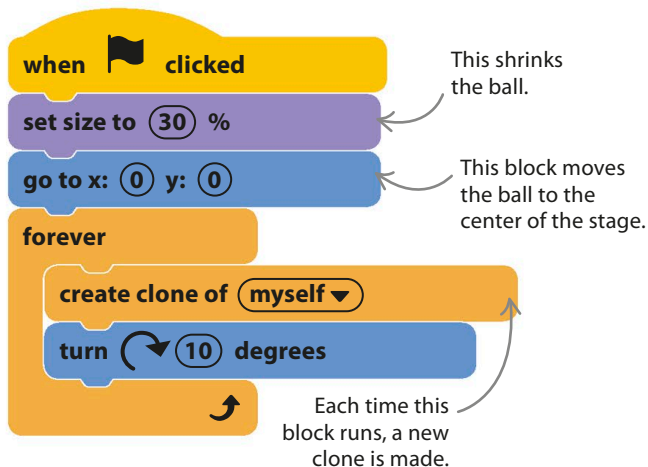 when clicked
This shrinks
the ball.
set size to 30 %
go to x: 0 y: 0
This block moves
the ball to the
center of the stage.
forever
create clone of myself
turn 10 degrees
Each time this
block runs, a new
clone is made.